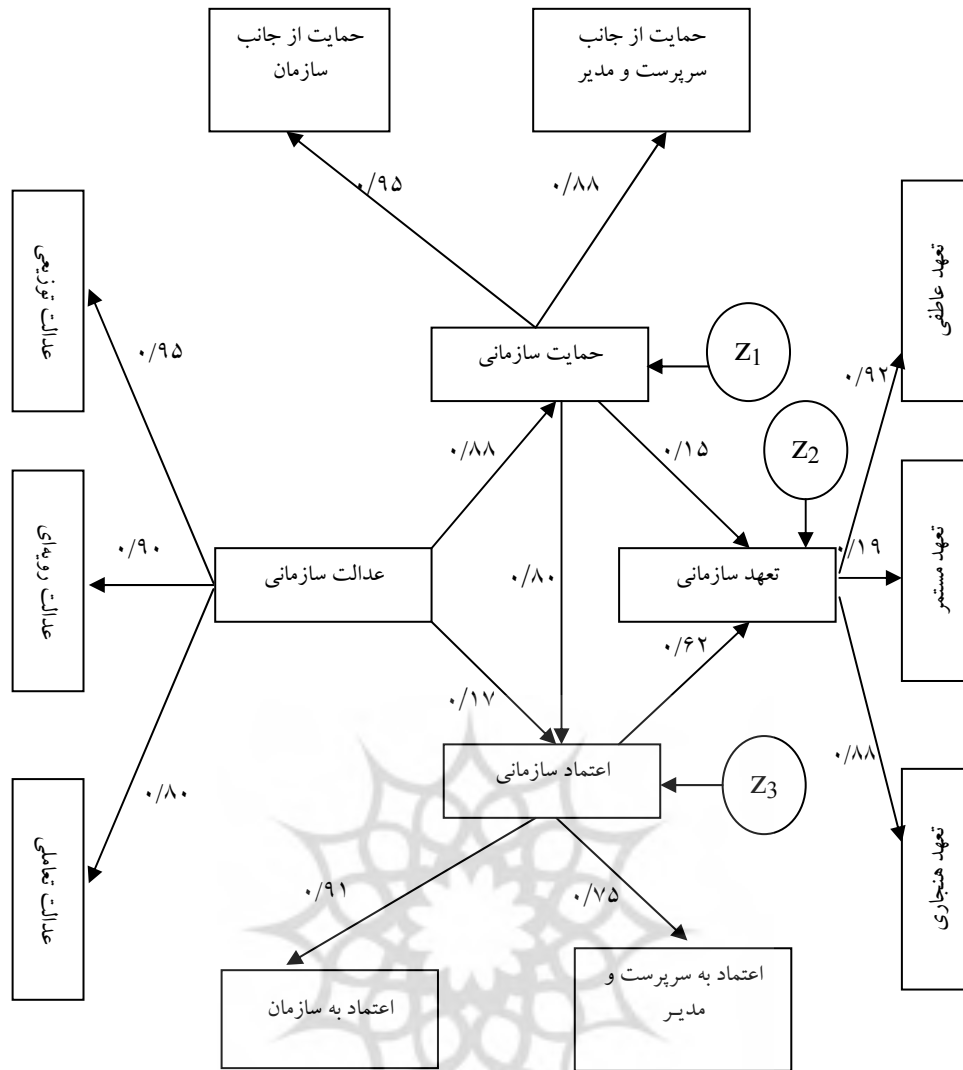 حمایت از جانب
سرپرست و مدیر
حمایت از جانب
سازمان
۰/۸۸
۰/۹۵
تعهد عاطفی
عدالت توزیعی
حمایت سازمانی
z1
۰/۹۵
۰/۹۲
z2
۰/۱۵
۰/۸۸
تعهد مستمر
عدالت رویه‌ای
۰/۱۹
۰/۹۰
تعهد سازمانی
عدالت سازمانی
۰/۸۰
۰/۶۲
۰/۱۷
۰/۸۸
اعتماد سازمانی
z3
۰/۸۰
تعهد هنجاری
عدالت تعاملی
۰/۷۵
۰/۹۱
اعتماد به سرپرست و
مدیـر
اعتماد به سازمان